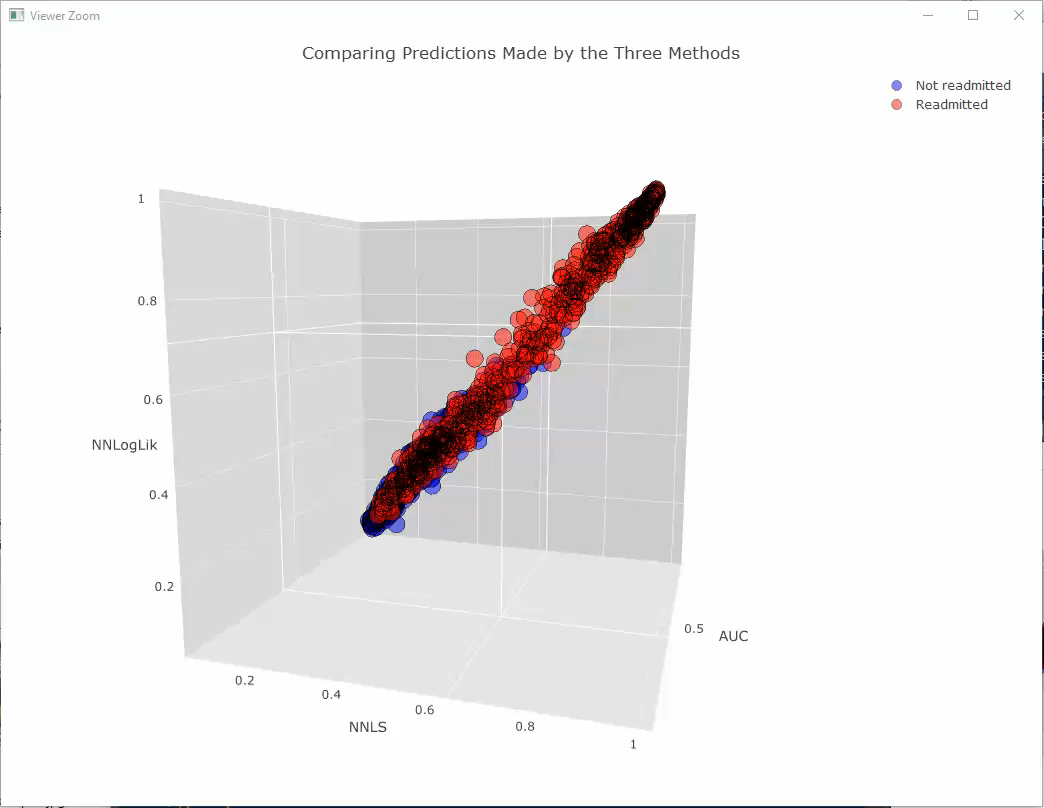 Viewer Zoom
Comparing Predictions Made by the Three Methods
Not readmitted
Readmitted
1
0.8
0.6
NNLogLik
0.4
0.2
0.5
AUC
0.2
0.4
0.6
NNLS
0.8
1